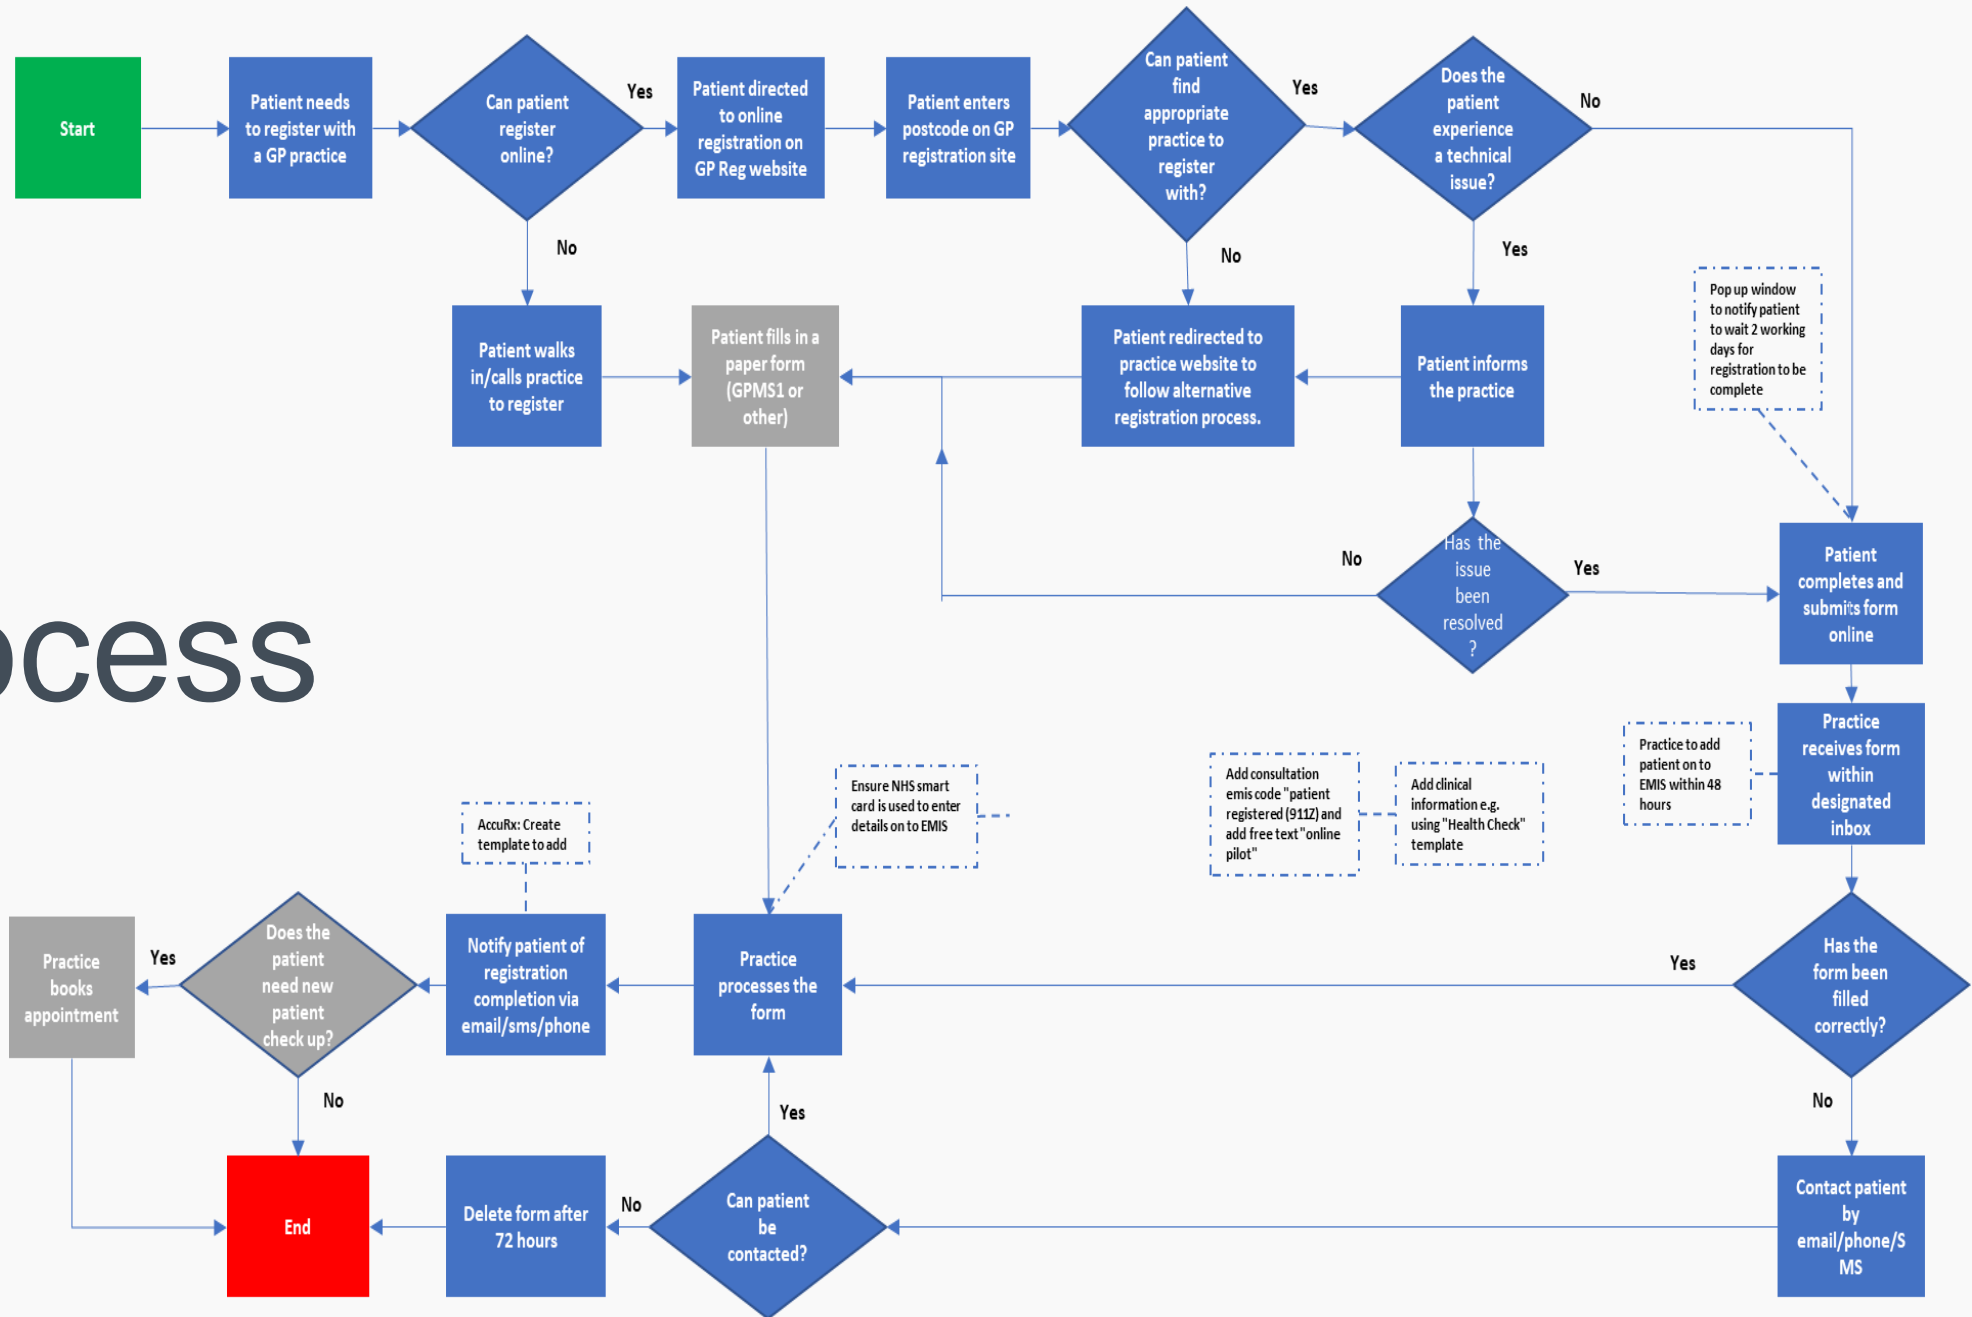 Start
Patient needs
to register with
a GP practice
Can patient
register
online?
Yes
Patient directed
to online
registration on
GP Reg website
Patient enters
postcode on GP
registration site
Can patient
find
appropriate
practice to
register
with?
Yes
Does the
patient
experience
a technical
issue?
No
No
No
Yes
Patient walks
in/calls practice
to register
Patient fills in a
paper form
(GPMS1 or
other)
Patient redirected to
practice website to
follow alternative
registration process.
Patient informs
the practice
Pop up window
to notify patient
to wait 2 working
days for
registration to be
complete
No
Has the
issue
been
resolved
?
Yes
Patient
completes and
submits form
online
ocess
Practice to add
patient on to
EMIS within 48
hours
Practice
receives form
within
designated
inbox
AccuRx: Create
template to add
Ensure NHS smart
card is used to enter
details on to EMIS
Add consultation
emis code "patient
registered (911Z) and
add free text "online
pilot"
Add clinical
information e.g.
using "Health Check"
template
Practice
books
appointment
Yes
Does the
patient
need new
patient
check up?
Notify patient of
registration
completion via
email/sms/phone
Practice
processes the
form
Yes
Has the
form been
filled
correctly?
No
Yes
No
End
Delete form after
72 hours
No
Can patient
be
contacted?
Contact patient
by
email/phone/S
MS